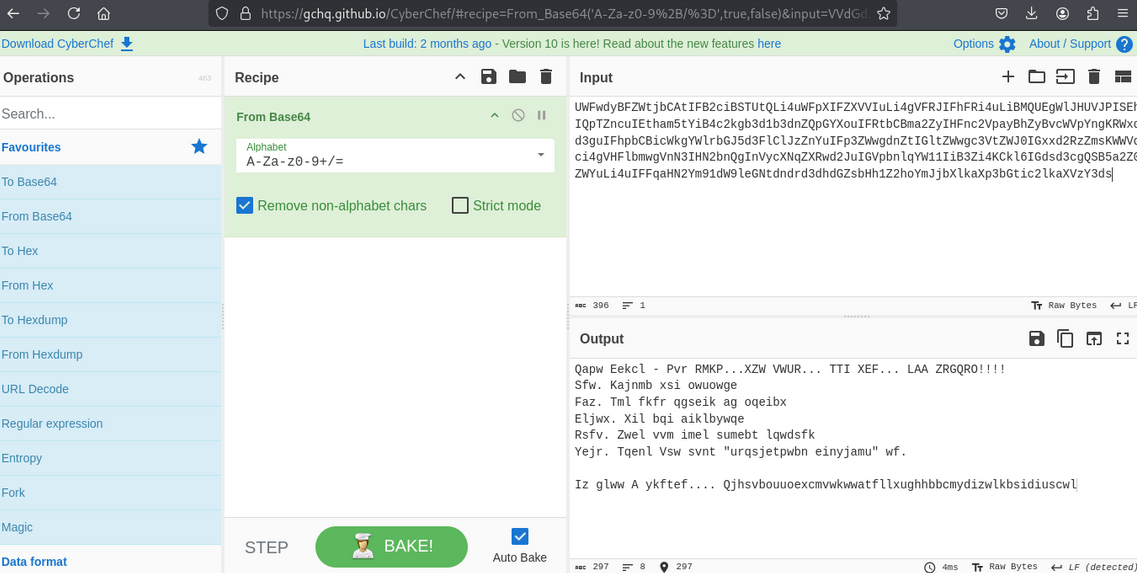 https://gchq.github.io/CyberChef/#recipe=From_Base64('A-Za-z0-9%2B/%3D',true,false)&input=VVdGd
Download CyberChef
Last build: 2 months ago - Version 10 is here! Read about the new features here
Options
About / Support
Operations
463
Recipe
Input
Search...
Favourites
To Base64
From Base64
To Hex
From Hex
To Hexdump
From Hexdump
URL Decode
Regular expression
Entropy
Fork
Magic
Data format
From Base64
Alphabet
A-Za-z0-9+/=
Remove non-alphabet chars
Strict mode
STEP
BAKE!
Auto Bake
UWFwdyBFZWtjbCAtIFB2ciBSTUtQLi4uWFpXIFZXVVIuLi4gVFRJIFhFRi4uLiBMQUEgWlJHUVJPISEh
IQpTZncuIEtham5tYiB4c2kgb3d1b3dnZQpGYXouIFRtbCBma2ZyIHFnc2VpayBhZyBvcWVpYngKRWxq
d3guIFhpbCBicWkgYWlrbGJ5d3FlClJzZnYuIFp3ZWwgdnZtIGltZWwgc3VtZWJ0IGxxd2RzZmsKWWVq
ci4gVHFlbmwgVnN3IHN2bnQgInVycXNqZXRwd2JuIGVpbnlqYW11IiB3Zi4KCkl6IGdsd3cgQSB5a2Z0
ZWYuLi4uIFFqaHN2Ym91dW9leGNtdndrd3dhdGZsbHh1Z2hoYmJjbXlkaXp3bGtic2lkaXVzY3ds
396
1
Raw Bytes
LF
Output
Qapw Eekcl - Pvr RMKP...XZW VWUR... TTI XEF... LAA ZRGQRO!!!!
Sfw. Kajnmb xsi owuowge
Faz. Tml fkfr qgseik ag oqeibx
Eljwx. Xil bqi aiklbywqe
Rsfv. Zwel vvm imel sumebt lqwdsfk
Yejr. Tqenl Vsw svnt "urqsjetpwbn einyjamu" wf.
Iz glww A ykftef.... Qjhsvbouuoexcmvwkwwatfllxughhbbcmydizwlkbsidiuscwl
297
8
297
4ms
Raw Bytes
LF (detected)